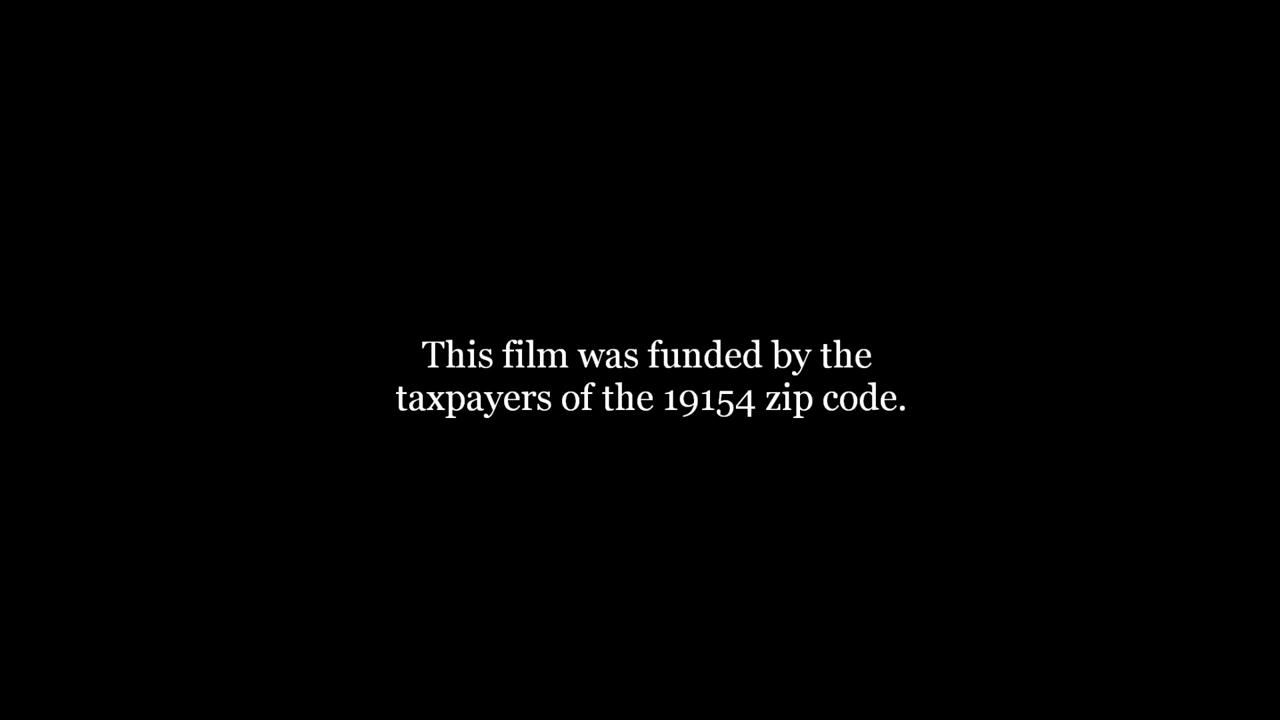 This film was funded by the
taxpayers of the 19154 zip code.